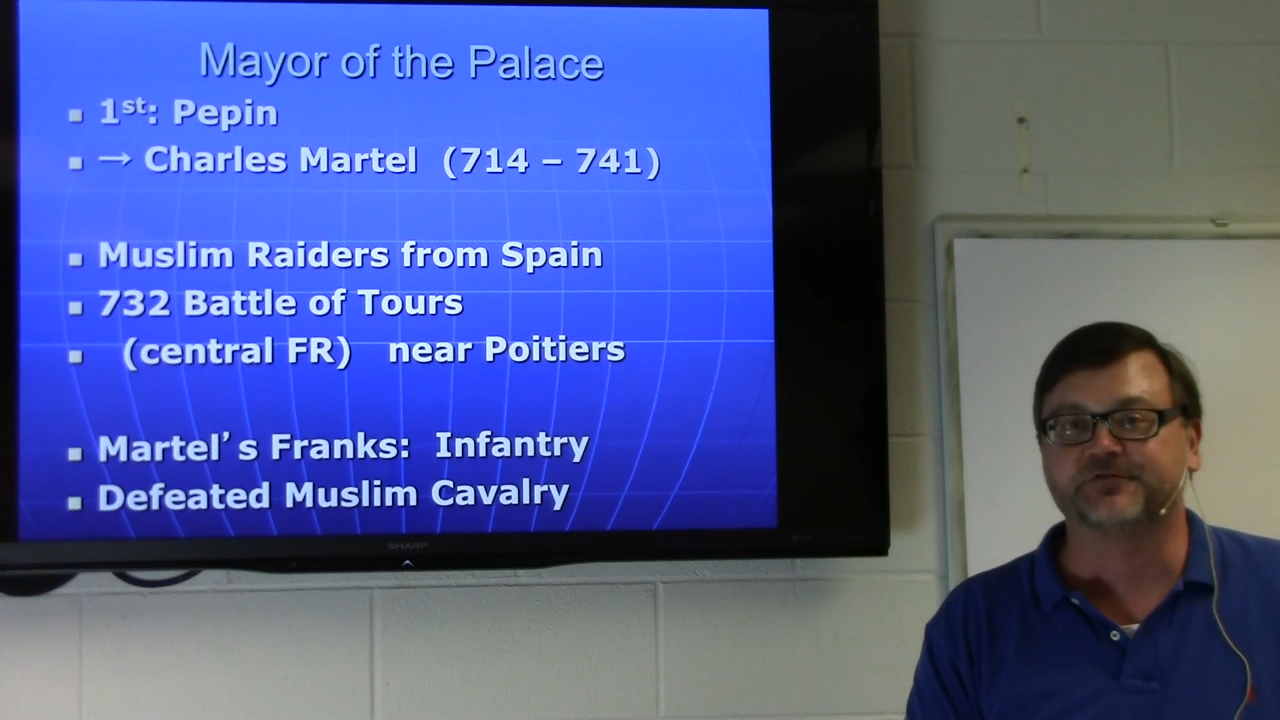 Mayor of the Palace
1st: Pepin
→ Charles Martel (714 – 741)
Muslim Raiders from Spain
732 Battle of Tours
(central FR) near Poitiers
Martel's Franks: Infantry
Defeated Muslim Cavalry
SHARP